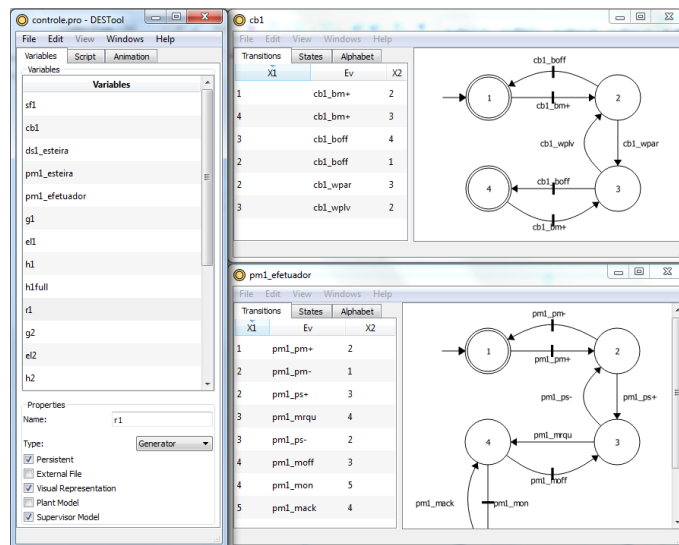 controle.pro - DESTool
File Edit View Windows Help
Variables Script Animation
Variables
Variables
sf1
cb1
ds1_esteira
pm1_esteira
pm1_efetuador
g1
el1
h1
h1full
r1
g2
el2
h2
Properties
Name: r1
Type: Generator
Persistent
External File
Visual Representation
Plant Model
Supervisor Model
cb1
File Edit View Windows Help
Transitions States Alphabet
X1 Ev X2
1 cb1_bm+ 2
4 cb1_bm+ 3
3 cb1_boff 4
2 cb1_boff 1
2 cb1_wpar 3
3 cb1_wplv 2
cb1_boff
1
cb1_bm+
2
cb1_wplv
cb1_wpar
4
cb1_boff
3
cb1_bm+
pm1_efetuador
File Edit View Windows Help
Transitions States Alphabet
X1 Ev X2
1 pm1_pm+ 2
2 pm1_pm- 1
2 pm1_ps+ 3
3 pm1_mrqu 4
3 pm1_ps- 2
4 pm1_moff 3
4 pm1_mon 5
5 pm1_mack 4
pm1_pm-
1
pm1_pm+
2
pm1_ps-
pm1_ps+
4
pm1_mrqu
3
pm1_moff
pm1_mack
pm1_mon